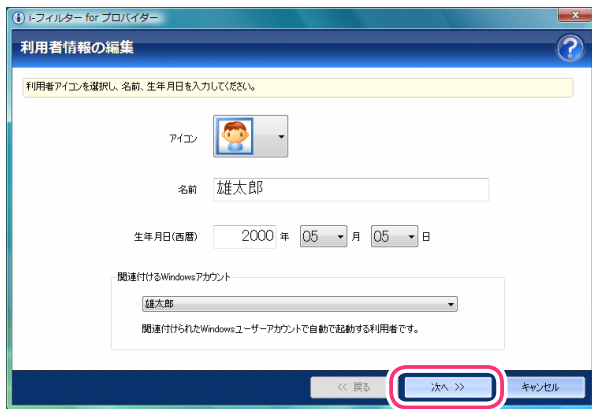 i-フィルター for プロバイダー
利用者情報の編集
利用者アイコンを選択し、名前、生年月日を入力してください。
アイコン
名前 雄太郎
生年月日(西暦) 2000 年 05 月 05 日
関連付けるWindowsアカウント
雄太郎
関連付けられたWindowsユーザーアカウントで自動で起動する利用者です。
<< 戻る 次へ >> キャンセル